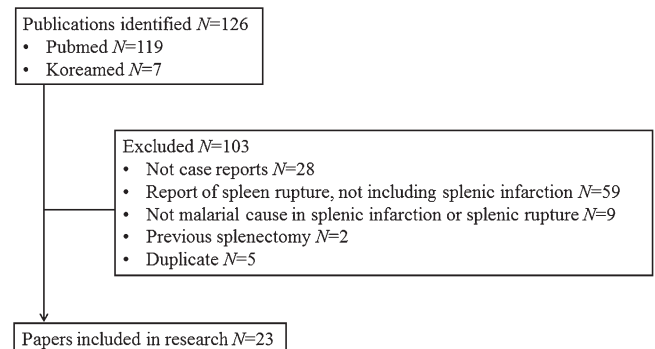 Publications identified N=126
• Pubmed N=119
• Koreamed N=7
Excluded N=103
• Not case reports N=28
• Report of spleen rupture, not including splenic infarction N=59
• Not malarial cause in splenic infarction or splenic rupture N=9
• Previous splenectomy N=2
• Duplicate N=5
Papers included in research N=23